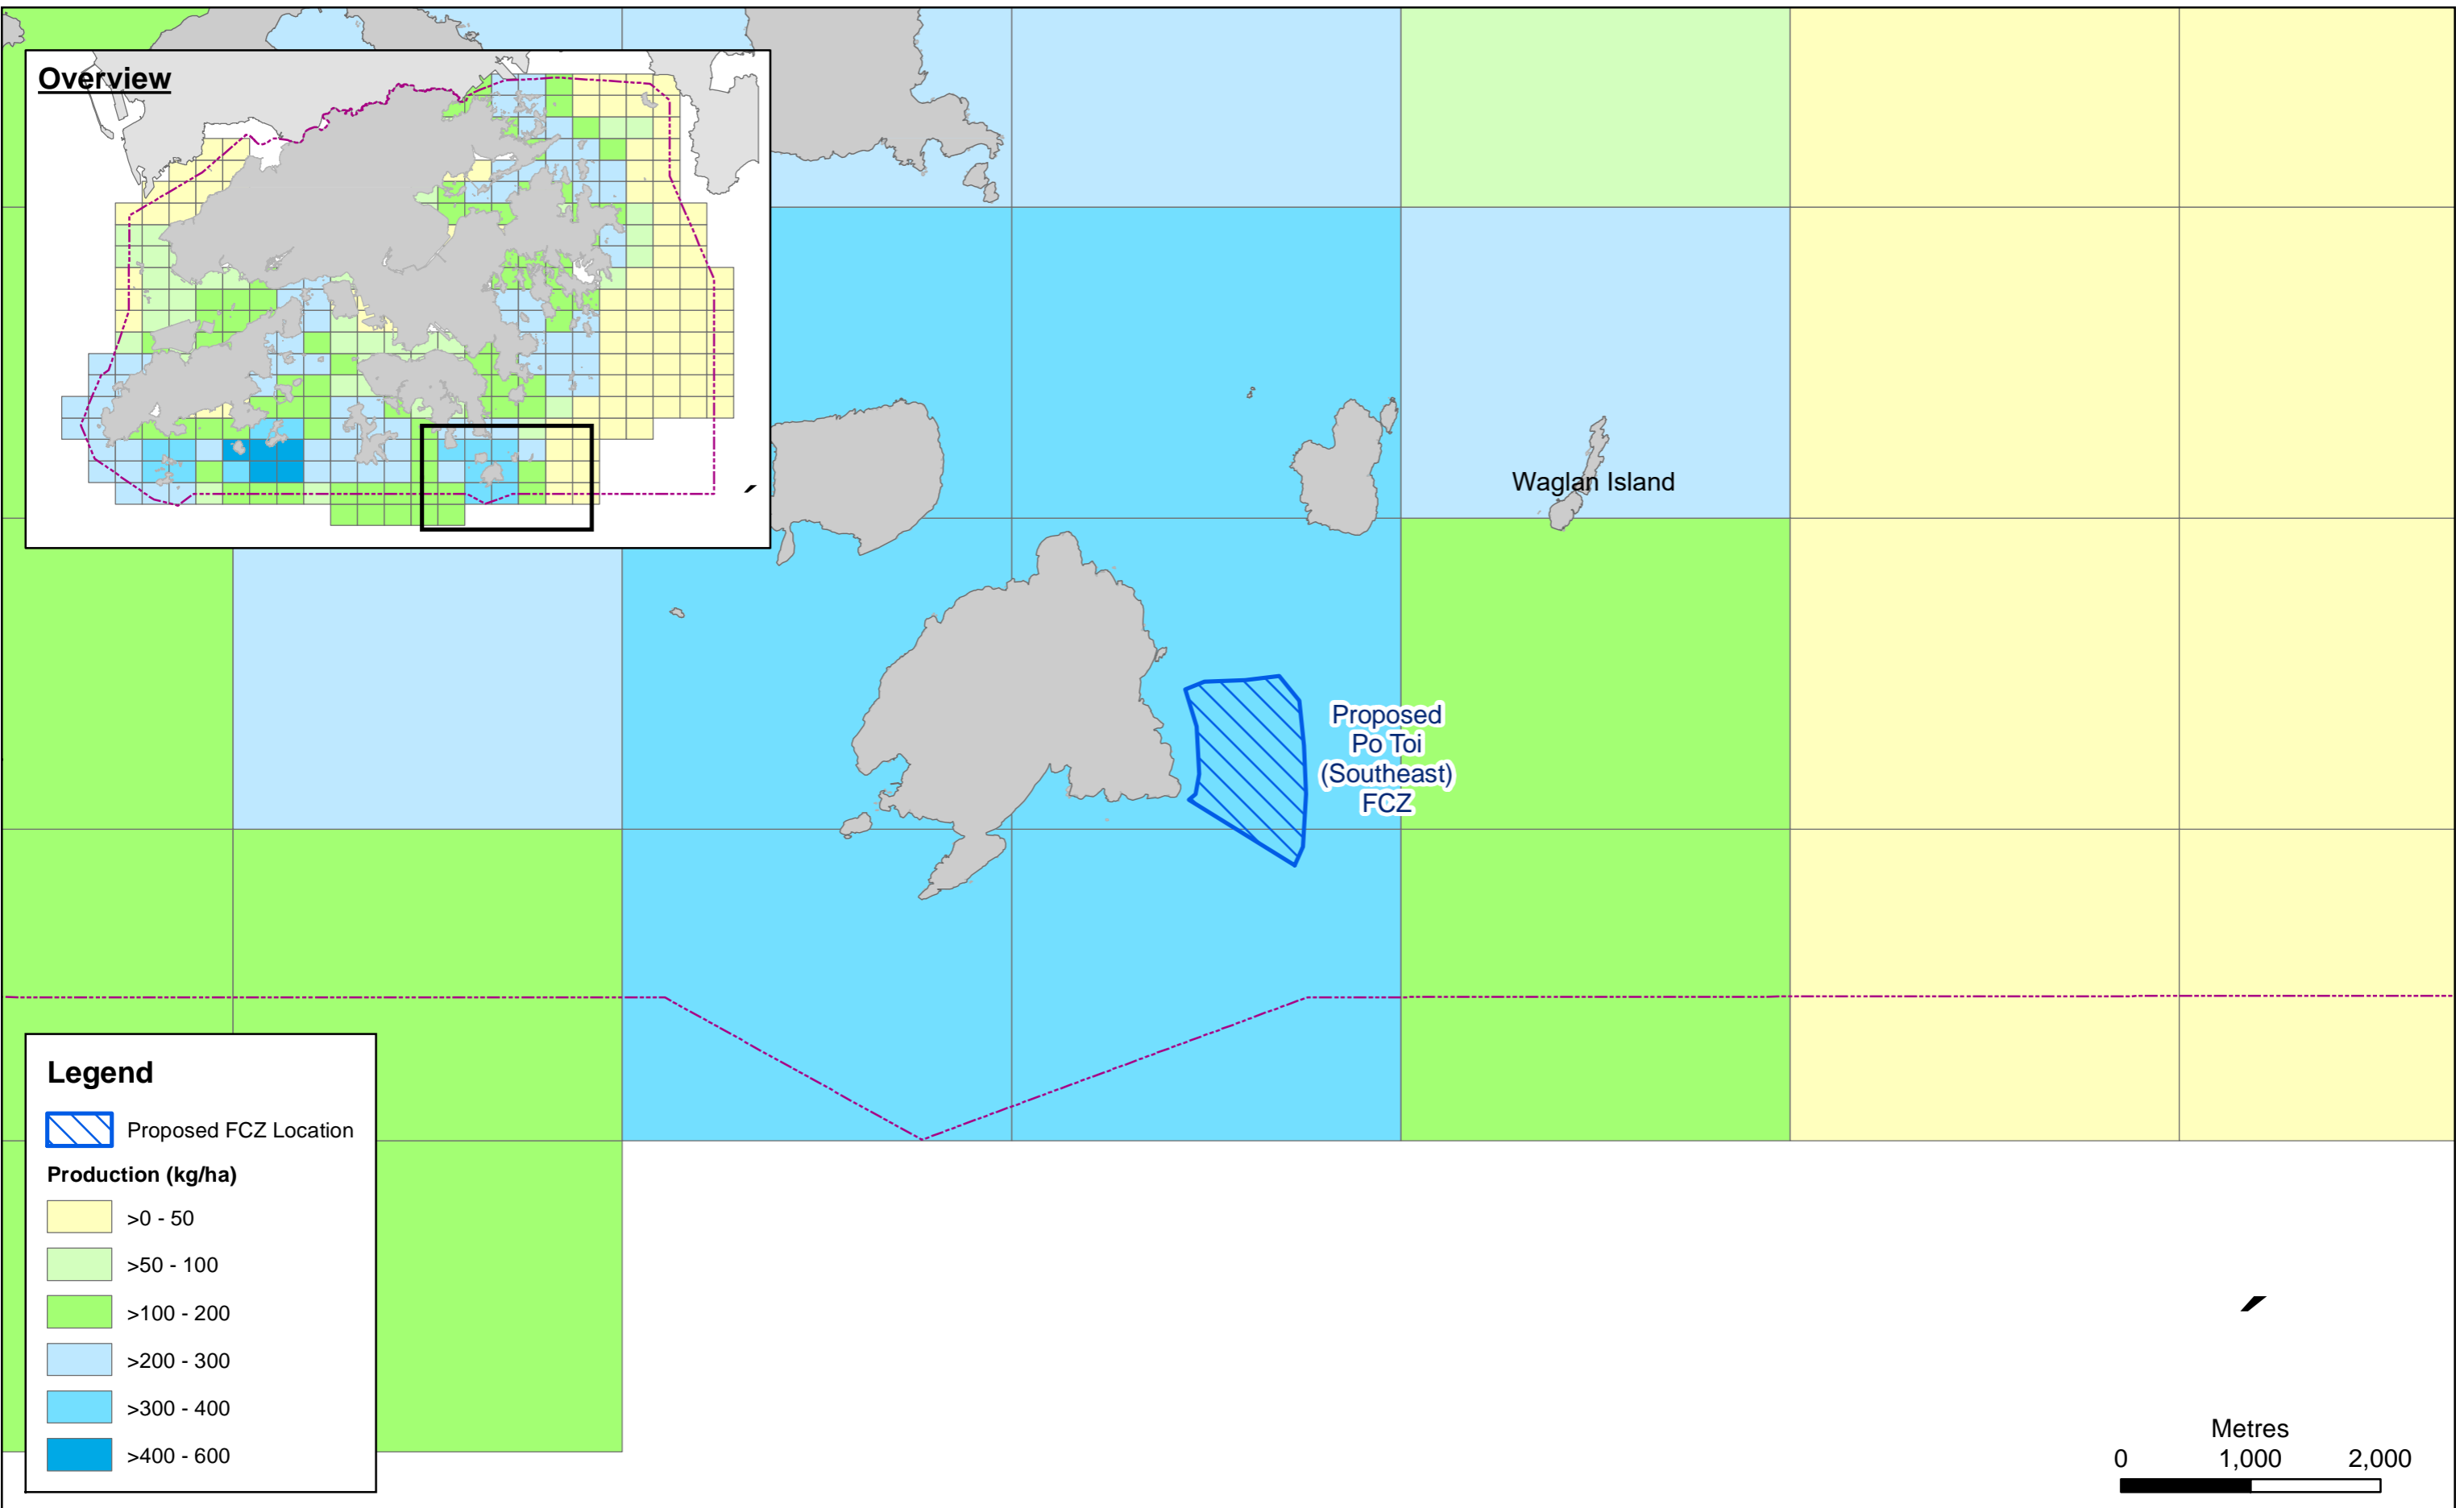 Overview
Waglan Island
Proposed
Po Toi
(Southeast)
FCZ
Legend
Proposed FCZ Location
Production (kg/ha)
>0 - 50
>50 - 100
>100 - 200
>200 - 300
>300 - 400
>400 - 600
Metres
0 1,000 2,000